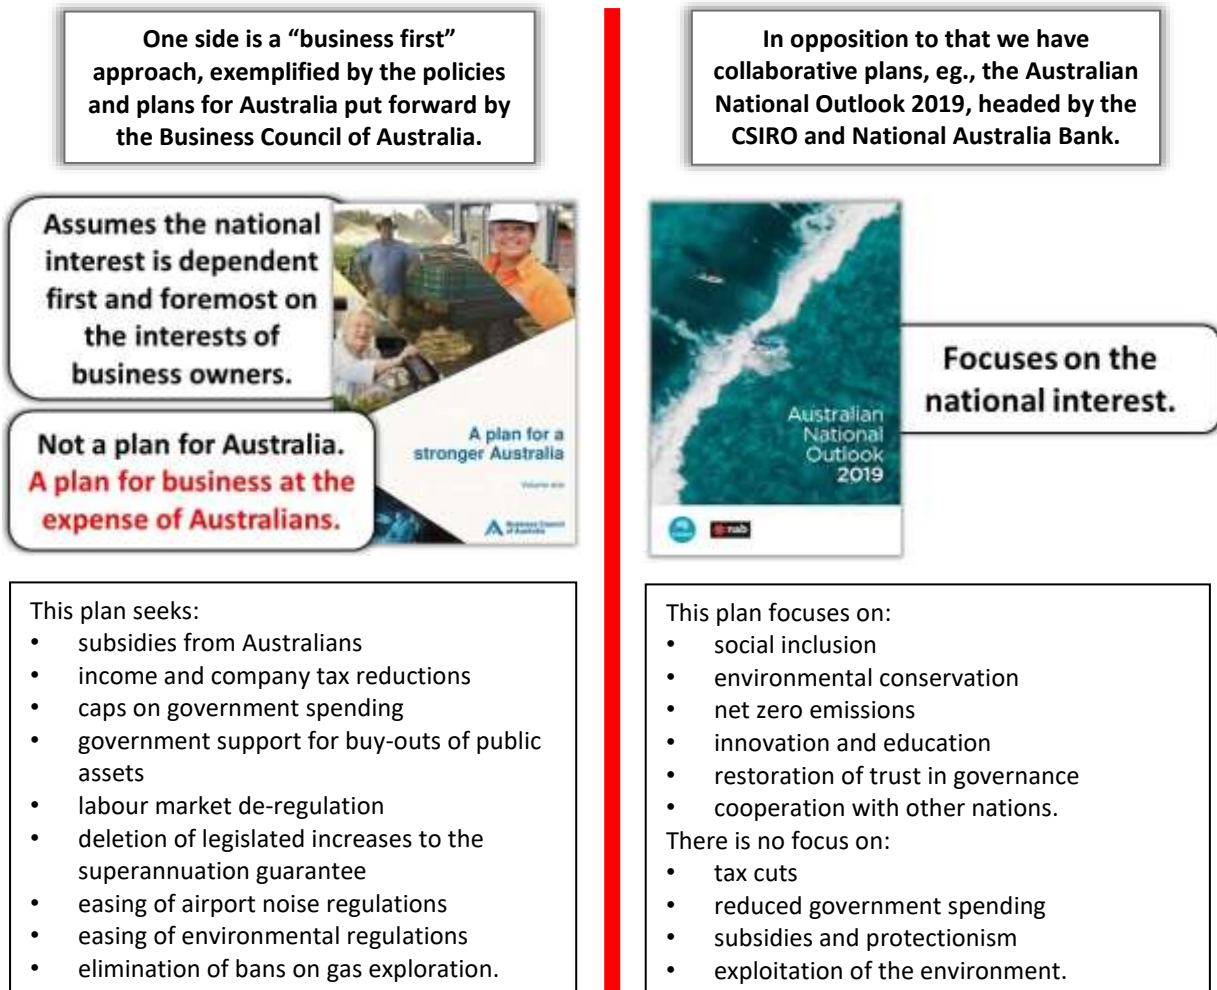 One side is a “business first”
approach, exemplified by the policies
and plans for Australia put forward by
the Business Council of Australia.
Assumes the national
interest is dependent
first and foremost on
the interests of
business owners.
Not a plan for Australia.
A plan for business at the
expense of Australians.
A plan for a
stronger Australia
Volume one
Business Council
of Australia
This plan seeks:
• subsidies from Australians
• income and company tax reductions
• caps on government spending
• government support for buy-outs of public
assets
• labour market de-regulation
• deletion of legislated increases to the
superannuation guarantee
• easing of airport noise regulations
• easing of environmental regulations
• elimination of bans on gas exploration.
In opposition to that we have
collaborative plans, eg., the Australian
National Outlook 2019, headed by the
CSIRO and National Australia Bank.
Australian
National
Outlook
2019
nab
Focuses on the
national interest.
This plan focuses on:
• social inclusion
• environmental conservation
• net zero emissions
• innovation and education
• restoration of trust in governance
• cooperation with other nations.
There is no focus on:
• tax cuts
• reduced government spending
• subsidies and protectionism
• exploitation of the environment.